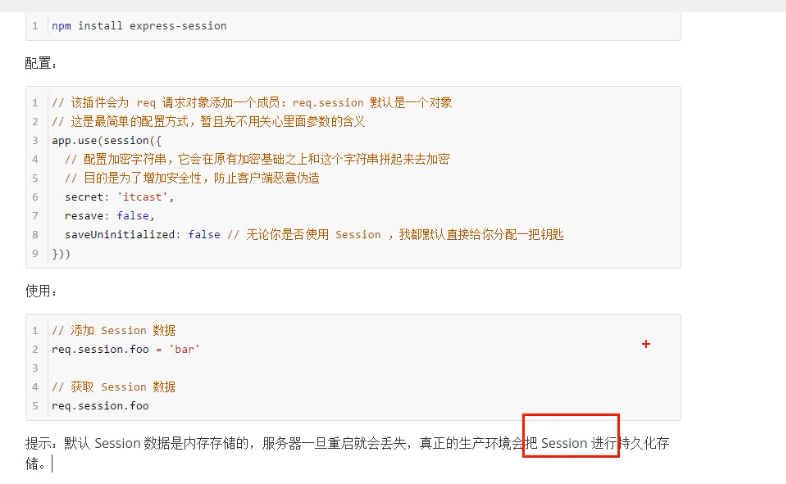 1 npm install express-session
配置：
1 // 该插件会为 req 请求对象添加一个成员：req.session 默认是一个对象
2 // 这是最简单的配置方式，暂且先不用关心里面参数的含义
3 app.use(session({
4 // 配置加密字符串，它会在原有加密基础之上和这个字符串拼起来去加密
5 // 目的是为了增加安全性，防止客户端恶意伪造
6 secret: 'itcast',
7 resave: false,
8 saveUninitialized: false // 无论你是否使用 Session ，我都默认直接给你分配一把钥匙
9 }))
使用：
1 // 添加 Session 数据
2 req.session.foo = 'bar'
3
4 // 获取 Session 数据
5 req.session.foo
提示：默认 Session 数据是内存存储的，服务器一旦重启就会丢失，真正的生产环境会把 Session 进行持久化存
储。